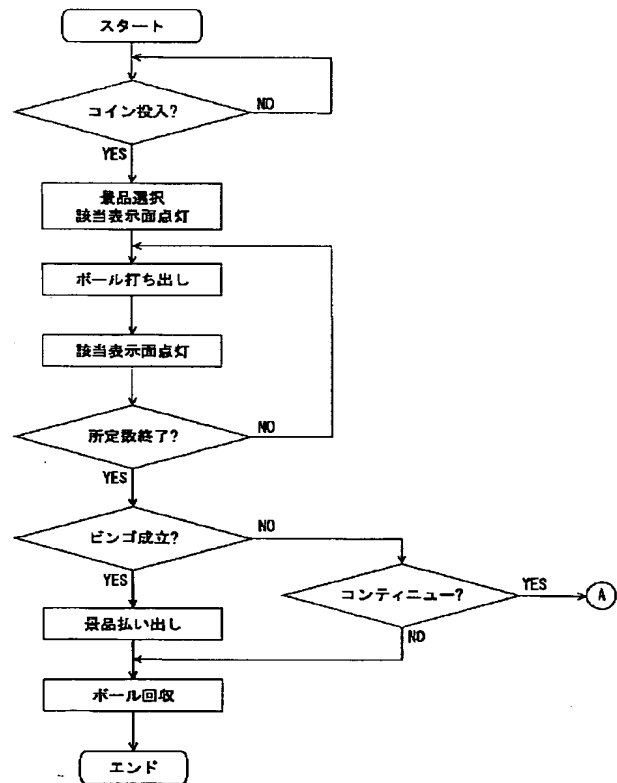 スタート
コイン投入?
NO
YES
景品選択
該当表示面点灯
ボール打ち出し
該当表示面点灯
所定数終了?
NO
YES
ビンゴ成立?
NO
YES
コンティニュー?
YES
A
景品払い出し
NO
ボール回収
エンド